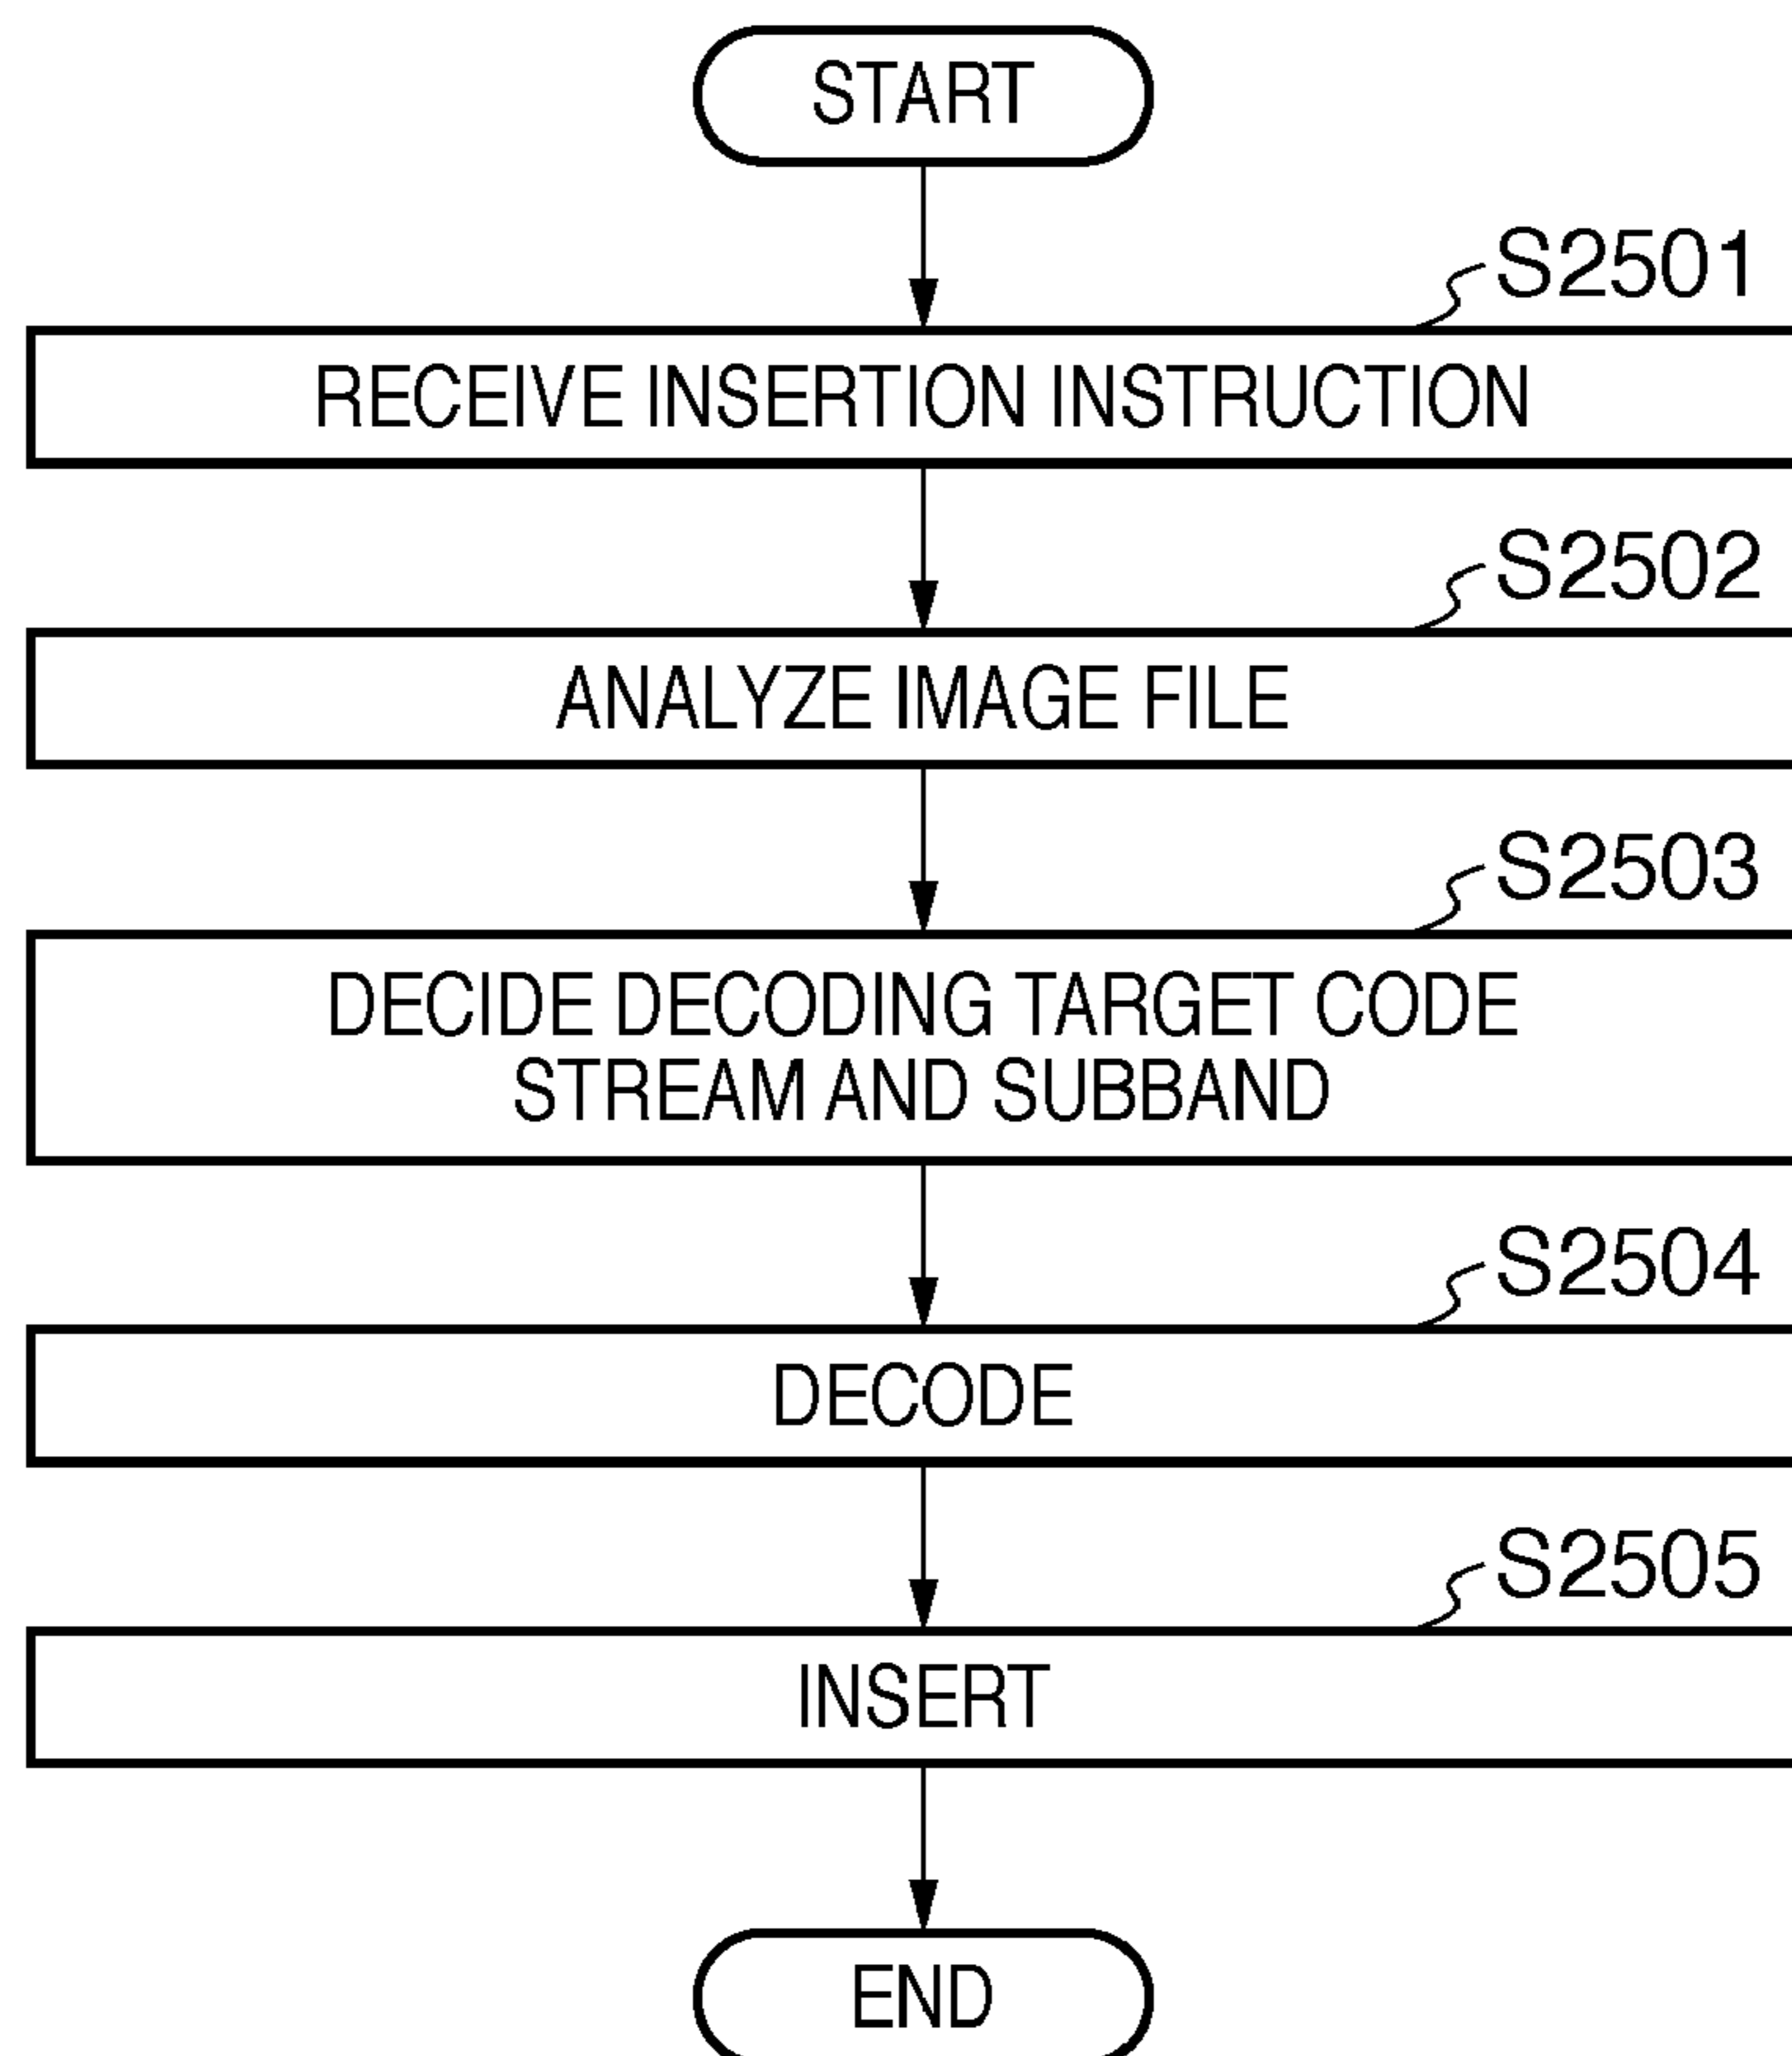 START
S2501
RECEIVE INSERTION INSTRUCTION
S2502
ANALYZE IMAGE FILE
S2503
DECIDE DECODING TARGET CODE
STREAM AND SUBBAND
S2504
DECODE
S2505
INSERT
END